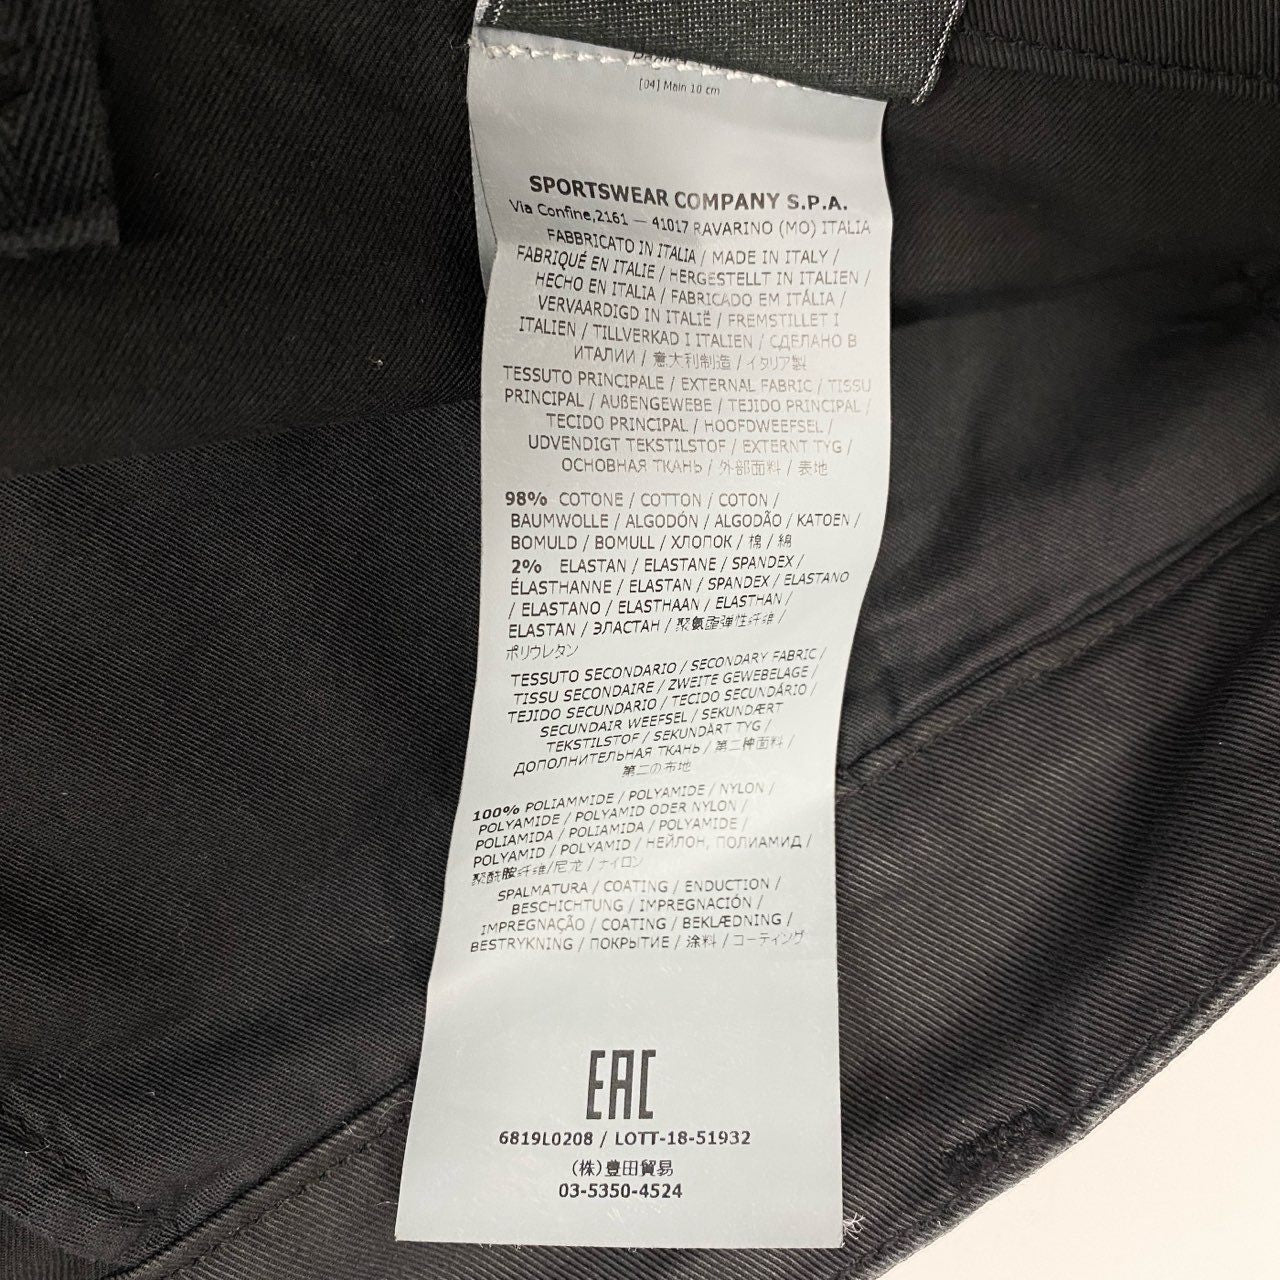 [04] Main 10 cm
SPORTSWEAR COMPANY S.P.A.
Via Confine,2161 — 41017 RAVARINO (MO) ITALIA
FABBRICATO IN ITALIA / MADE IN ITALY /
FABRIQUÉ EN ITALIE / HERGESTELLT IN ITALIEN /
HECHO EN ITALIA / FABRICADO EM ITÁLIA /
VERVAARDIGD IN ITALIË / FREMSTILLET I
ITALIEN / TILLVERKAD I ITALIEN / СДЕЛАНО В
ИТАЛИИ / 意大利制造 / イタリア製
TESSUTO PRINCIPALE / EXTERNAL FABRIC / TISSU
PRINCIPAL / AUßENGEWEBE / TEJIDO PRINCIPAL /
TECIDO PRINCIPAL / HOOFDWEEFSEL /
UDVENDIGT TEKSTILSTOF / EXTERNT TYG /
ОСНОВНАЯ ТКАНЬ / 外部面料 / 表地
98% COTONE / COTTON / COTON /
BAUMWOLLE / ALGODÓN / ALGODÃO / KATOEN /
BOMULD / BOMULL / ХЛОПОК / 棉 / 綿
2% ELASTAN / ELASTANE / SPANDEX /
ÉLASTHANNE / ELASTAN / SPANDEX / ELASTANO
/ ELASTANO / ELASTHAAN / ELASTHAN /
ELASTAN / ЭЛАСТАН / 聚氨酯弹性纤维 /
ポリウレタン
TESSUTO SECONDARIO / SECONDARY FABRIC /
TISSU SECONDAIRE / ZWEITE GEWEBELAGE /
TEJIDO SECUNDARIO / TECIDO SECUNDÁRIO /
SECUNDAIR WEEFSEL / SEKUNDÆRT
TEKSTILSTOF / SEKUNDÄRT TYG /
ДОПОЛНИТЕЛЬНАЯ ТКАНЬ / 第二种面料 /
第二の布地
100% POLIAMMIDE / POLYAMIDE / NYLON /
POLYAMIDE / POLYAMID ODER NYLON /
POLIAMIDA / POLIAMIDA / POLYAMIDE /
POLYAMID / POLYAMID / НЕЙЛОН, ПОЛИАМИД /
聚酰胺纤维/尼龙 / ナイロン
SPALMATURA / COATING / ENDUCTION /
BESCHICHTUNG / IMPREGNACIÓN /
IMPREGNAÇÃO / COATING / BEKLÆDNING /
BESTRYKNING / ПОКРЫТИЕ / 涂料 / コーティング
EAC
6819L0208 / LOTT-18-51932
(株)豊田貿易
03-5350-4524